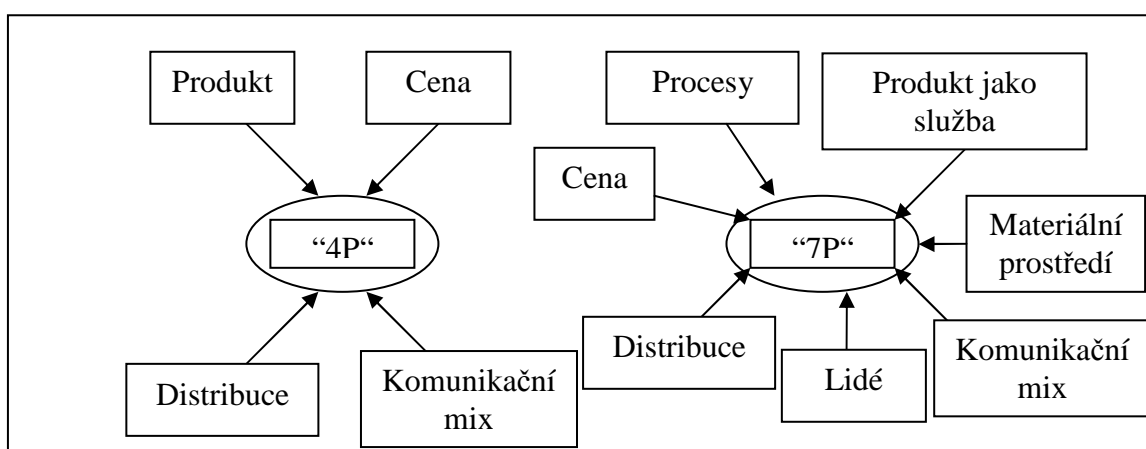 Produkt
Cena
“4P“
Distribuce
Komunikační
mix
Procesy
Produkt jako
služba
Cena
“7P“
Materiální
prostředí
Distribuce
Lidé
Komunikační
mix